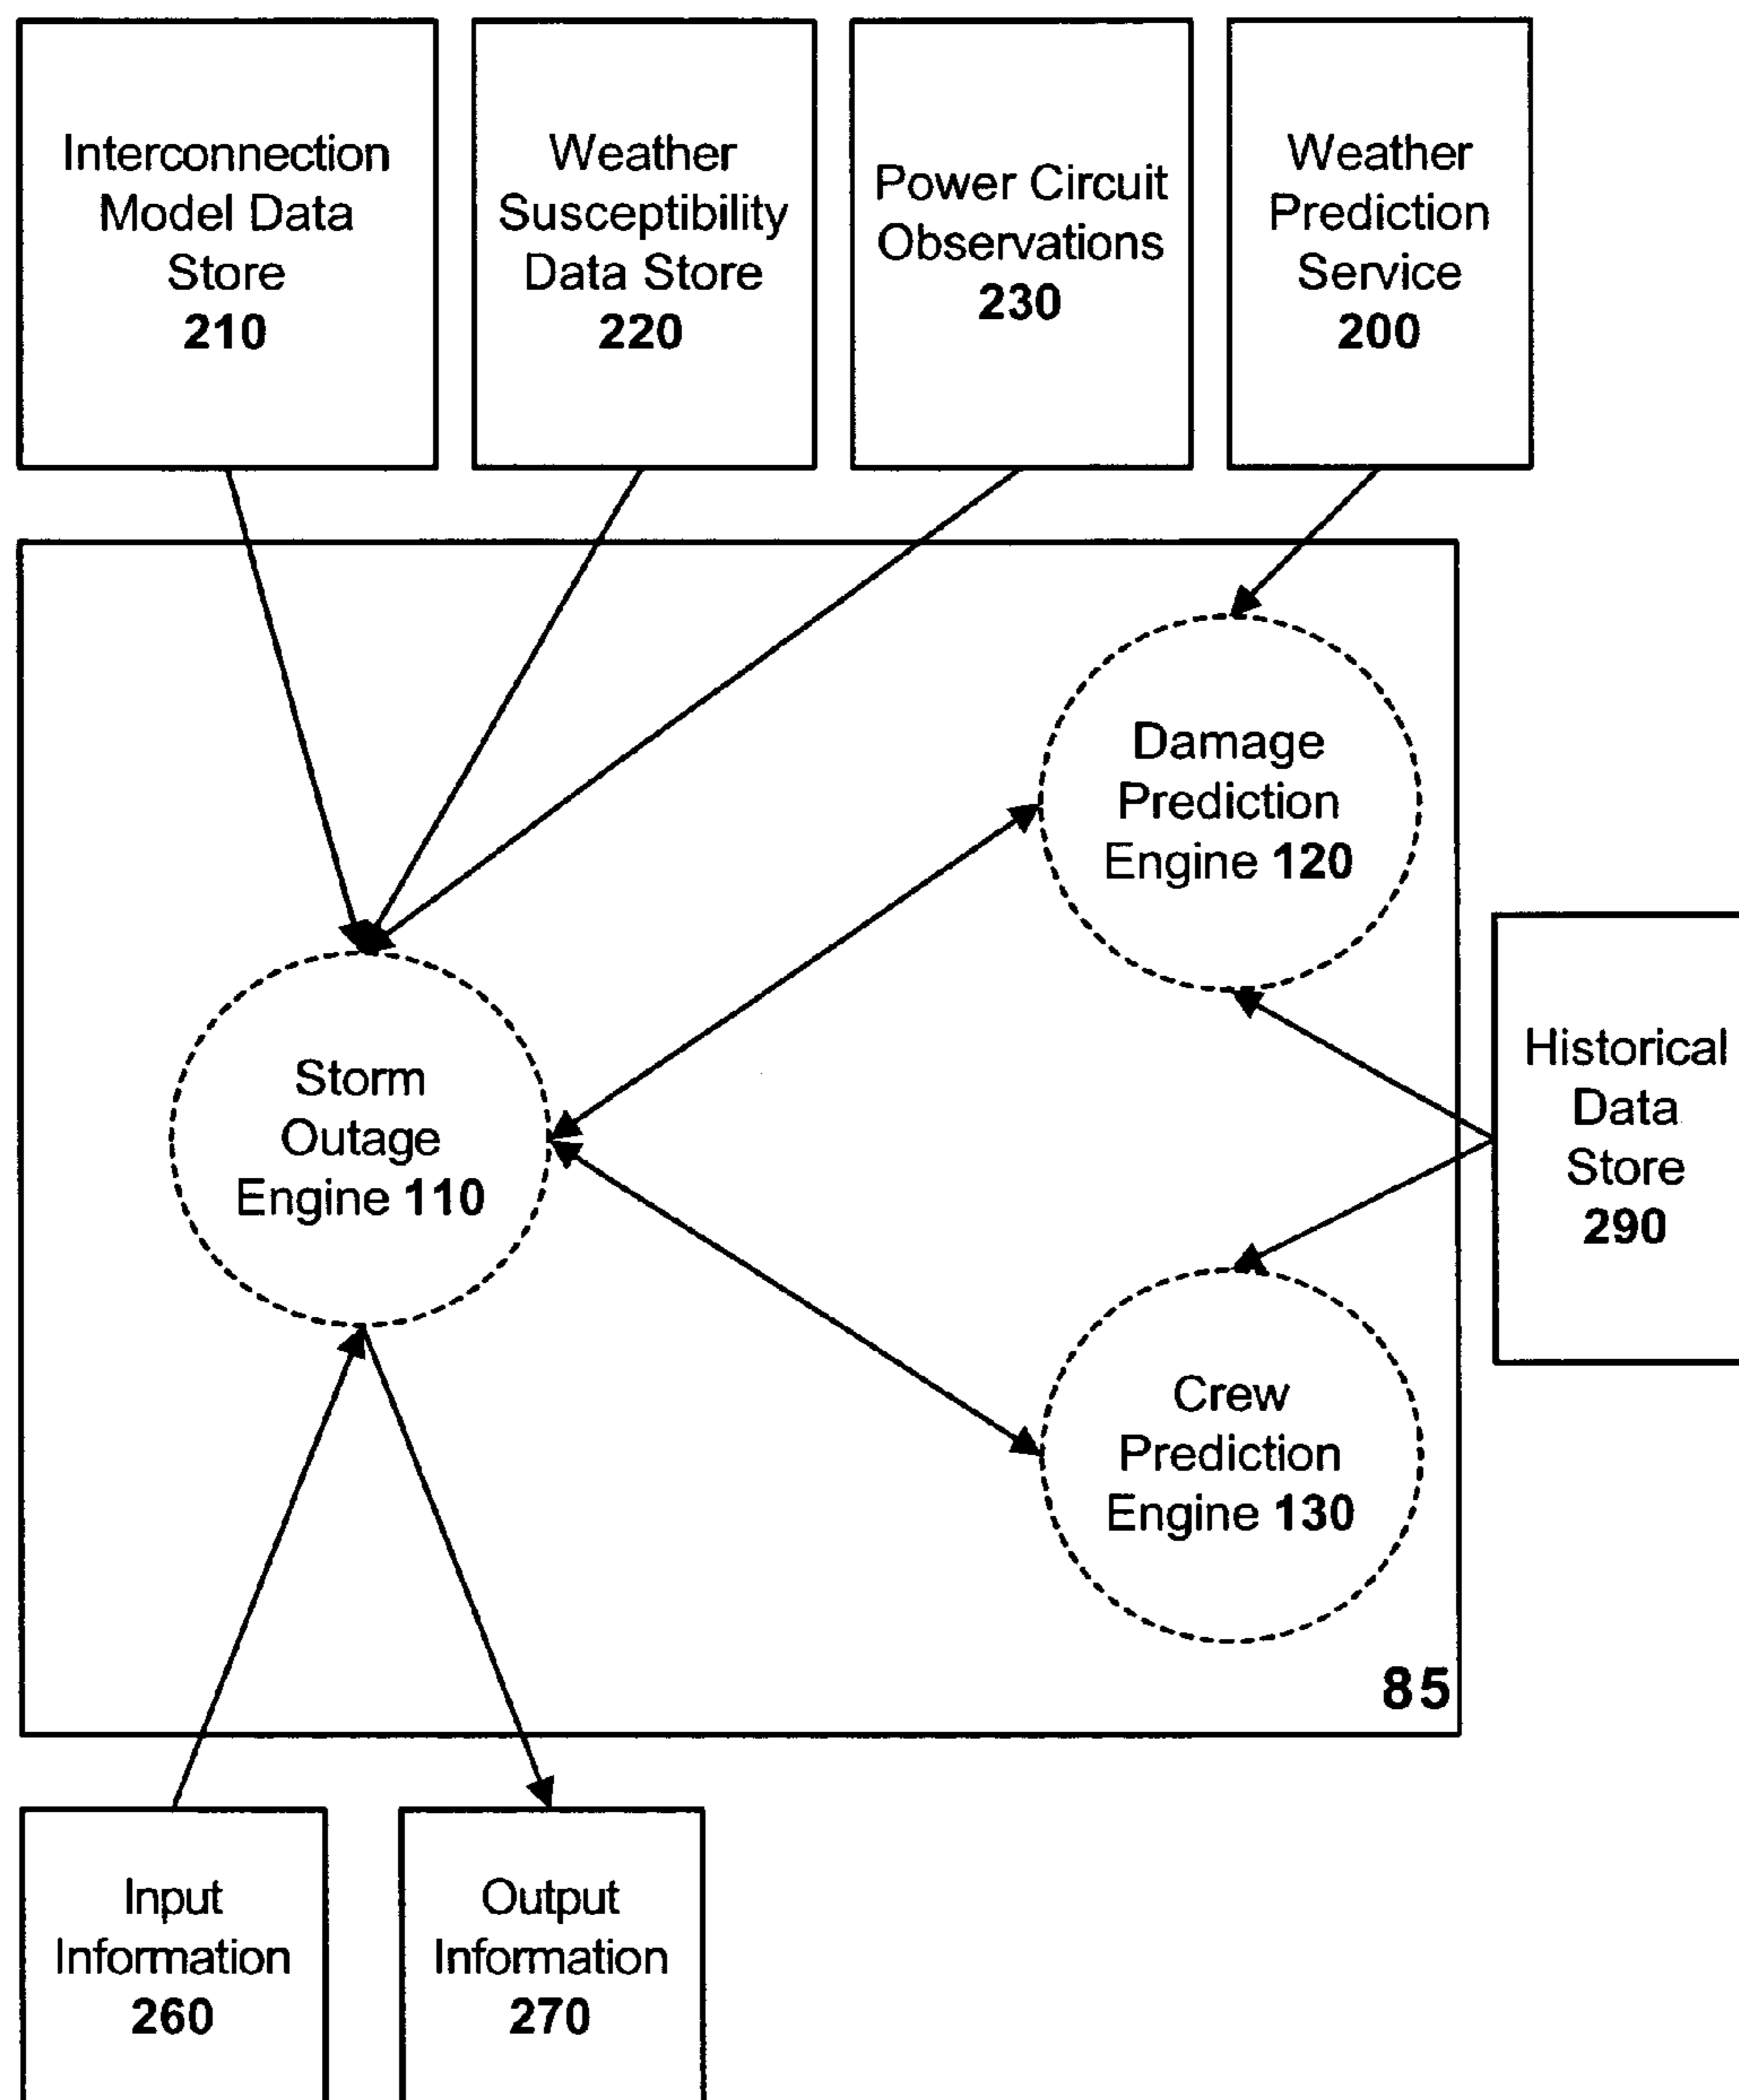 Interconnection
Model Data
Store
210
Weather
Susceptibility
Data Store
220
Power Circuit
Observations
230
Weather
Prediction
Service
200
Damage
Prediction
Engine 120
Historical
Data
Store
290
Storm
Outage
Engine 110
Crew
Prediction
Engine 130
85
Input
Information
260
Output
Information
270